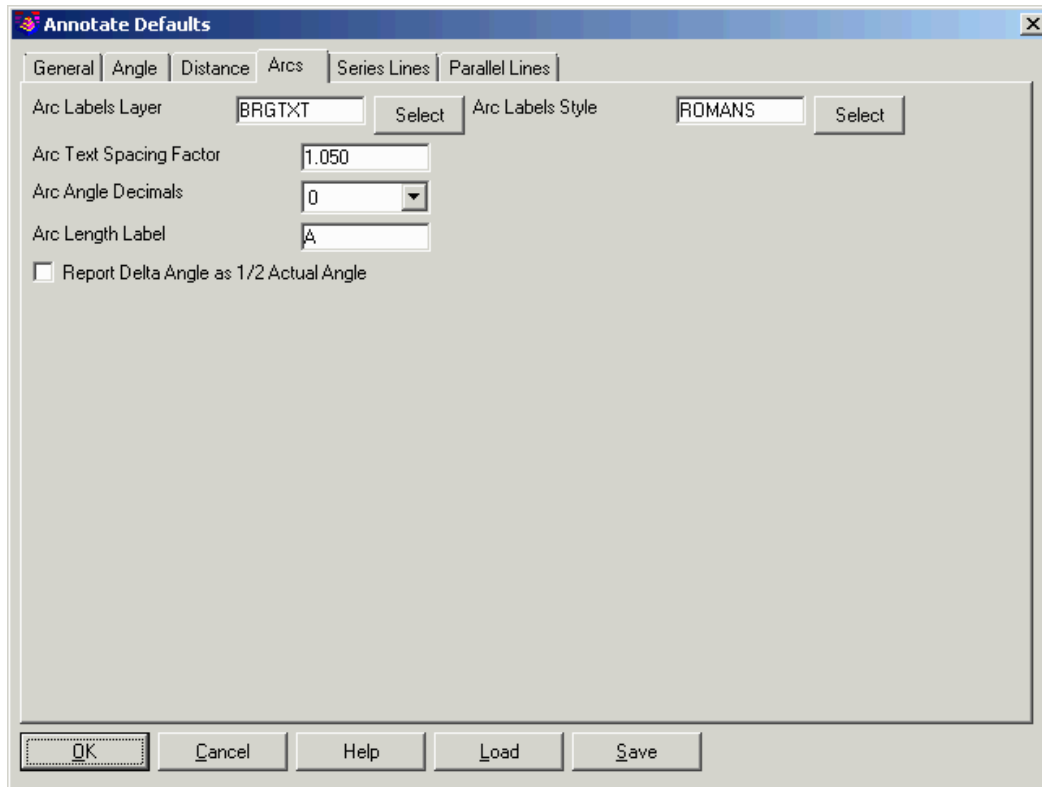 Annotate Defaults
General Angle Distance Arcs Series Lines Parallel Lines
Arc Labels Layer BRGTXT Select Arc Labels Style ROMANS Select
Arc Text Spacing Factor 1.050
Arc Angle Decimals 0
Arc Length Label A
Report Delta Angle as 1/2 Actual Angle
OK Cancel Help Load Save